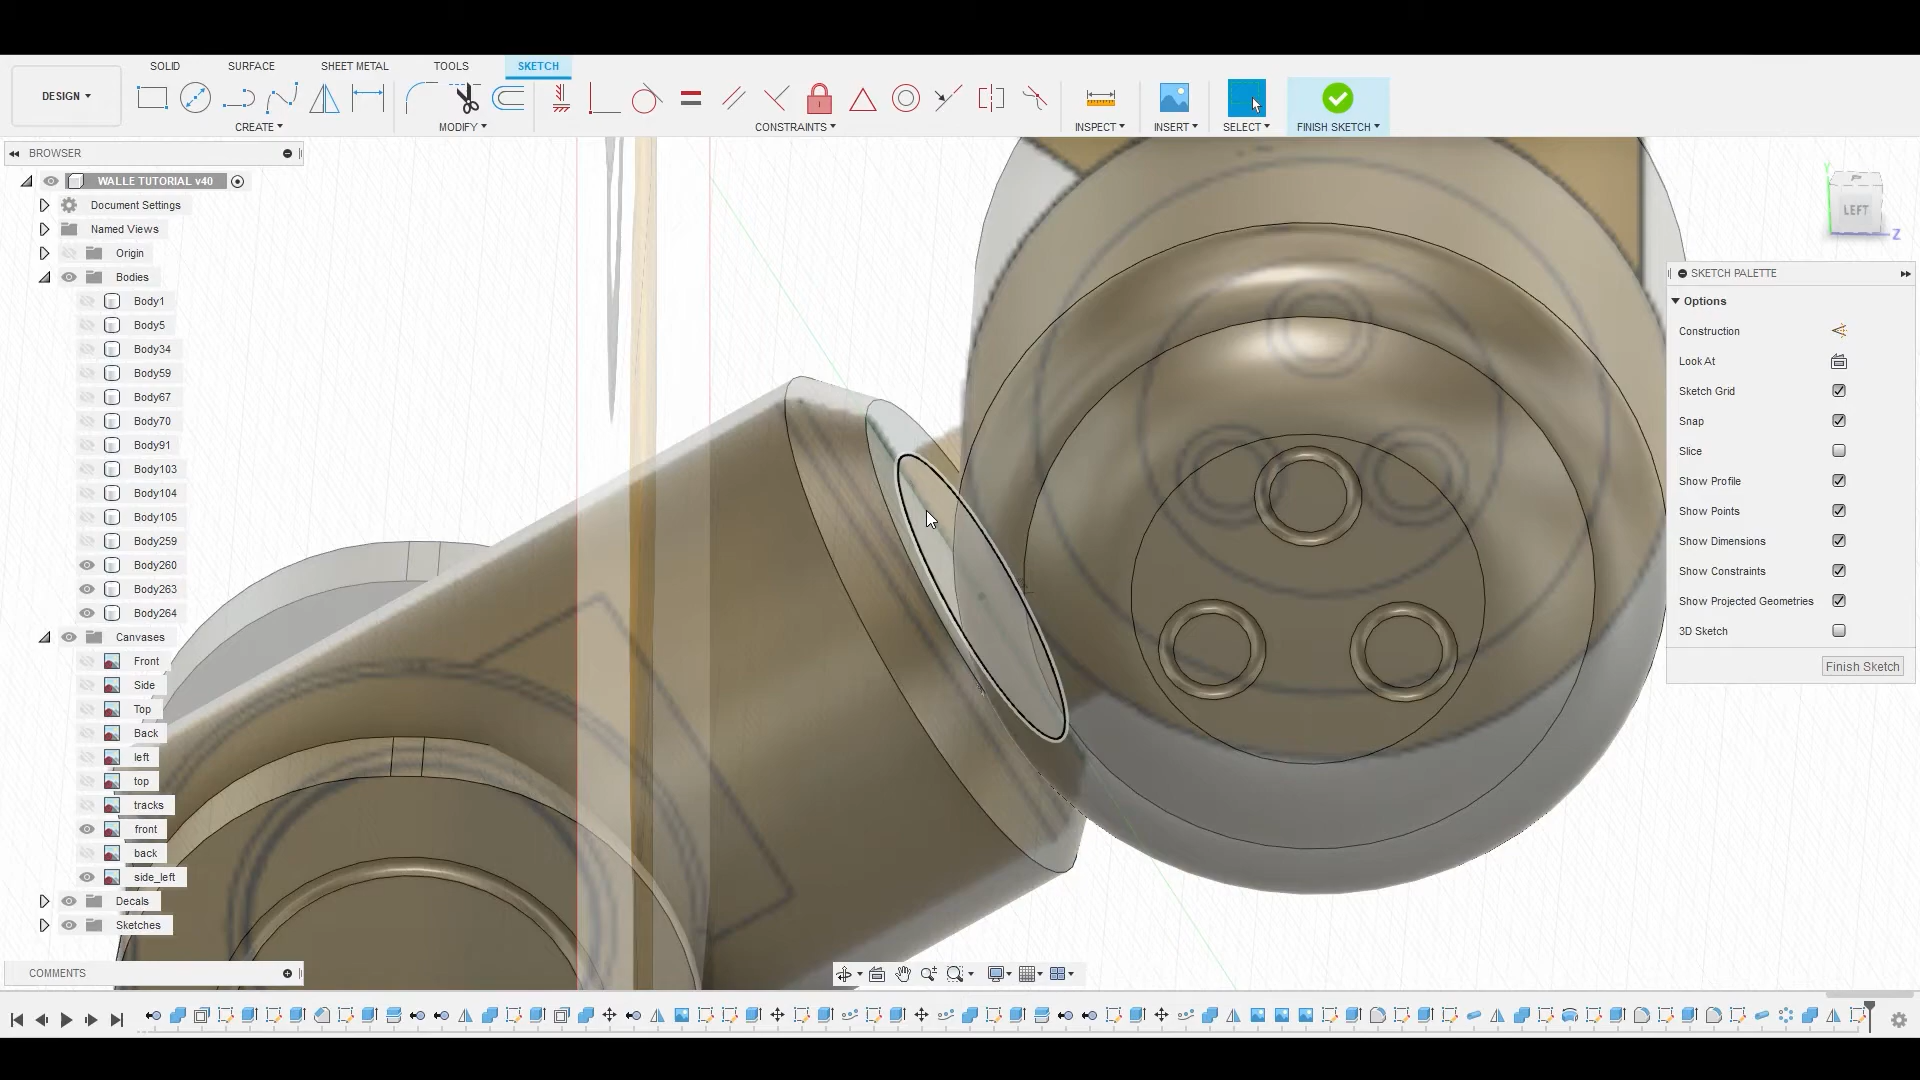 SOLID SURFACE SHEET METAL TOOLS SKETCH
DESIGN
CREATE MODIFY CONSTRAINTS INSPECT INSERT SELECT FINISH SKETCH
BROWSER
WALLE TUTORIAL v40
Document Settings
Named Views
Origin
Bodies
Body1
Body5
Body34
Body59
Body67
Body70
Body91
Body103
Body104
Body105
Body259
Body260
Body263
Body264
Canvases
Front
Side
Top
Back
left
top
tracks
front
back
side_left
Decals
Sketches
COMMENTS
Y
LEFT
Z
SKETCH PALETTE
Options
Construction
Look At
Sketch Grid
Snap
Slice
Show Profile
Show Points
Show Dimensions
Show Constraints
Show Projected Geometries
3D Sketch
Finish Sketch